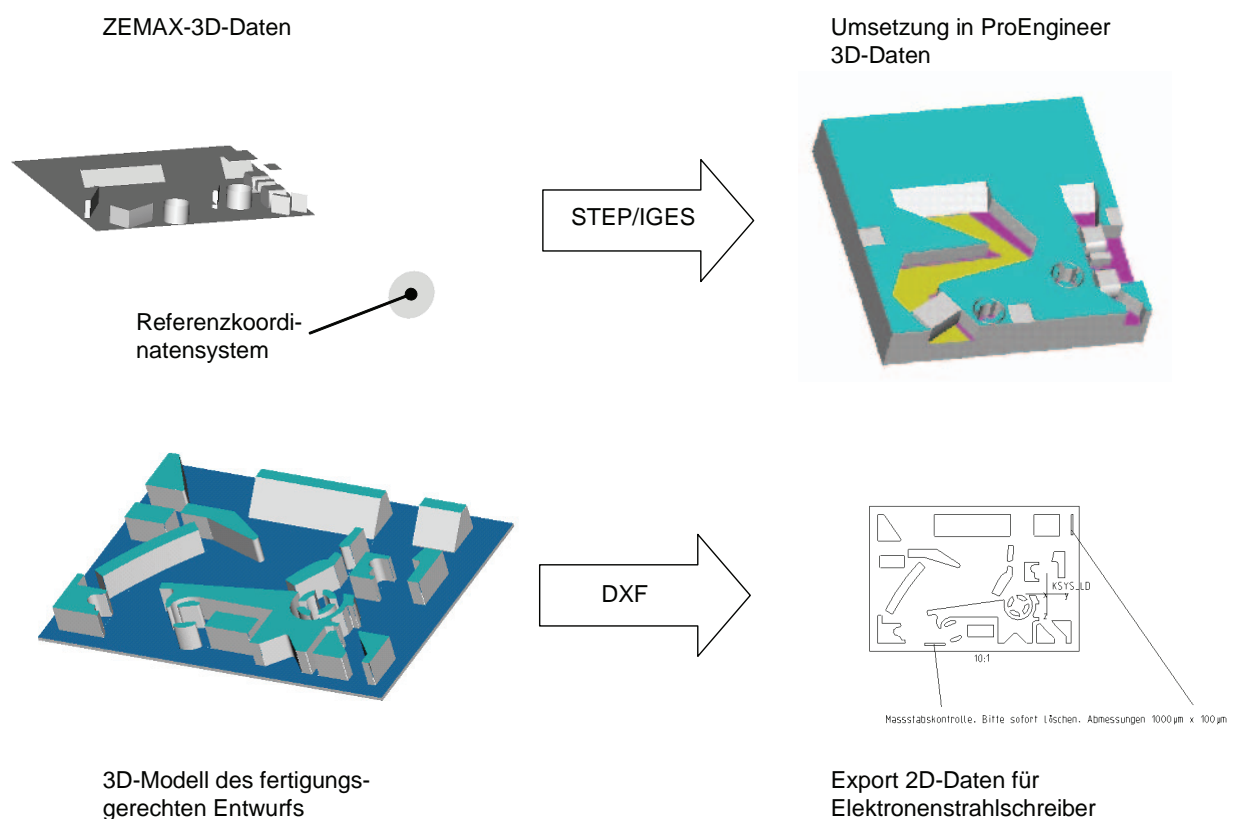 ZEMAX-3D-Daten
Umsetzung in ProEngineer
3D-Daten
STEP/IGES
Referenzkoordi-
natensystem
DXF
KSYS_LD
x
y
z
10:1
Massstabskontrolle. Bitte sofort löschen. Abmessungen 1000µm x 100µm
3D-Modell des fertigungs-
gerechten Entwurfs
Export 2D-Daten für
Elektronenstrahlschreiber